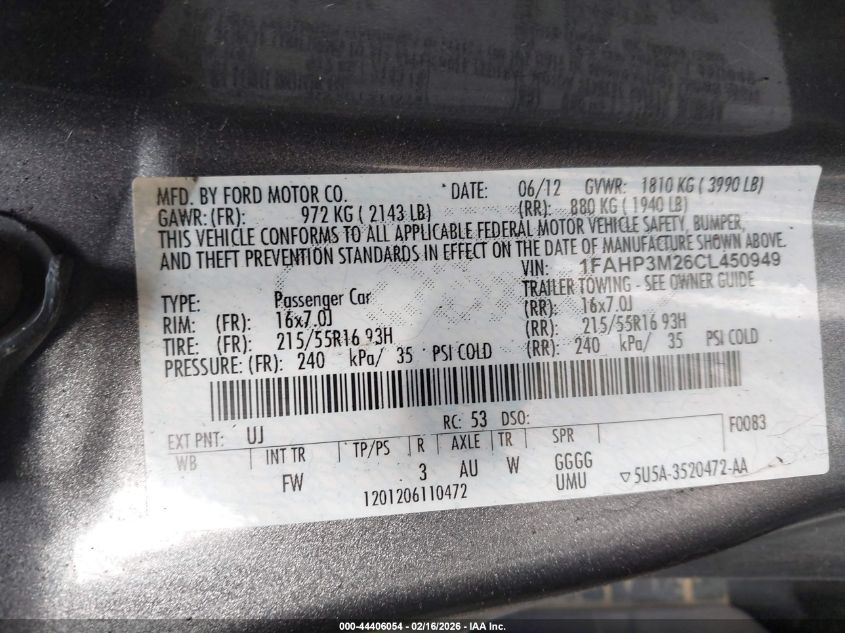 MFD. BY FORD MOTOR CO. DATE: 06/12 GVWR: 1810 KG ( 3990 LB)
GAWR: (FR): 972 KG ( 2143 LB) (RR): 880 KG ( 1940 LB)
THIS VEHICLE CONFORMS TO ALL APPLICABLE FEDERAL MOTOR VEHICLE SAFETY, BUMPER,
AND THEFT PREVENTION STANDARDS IN EFFECT ON THE DATE OF MANUFACTURE SHOWN ABOVE.
VIN: 1FAHP3M26CL450949
TRAILER TOWING - SEE OWNER GUIDE
TYPE: Passenger Car
RIM: (FR): 16x7.0J (RR): 16x7.0J
TIRE: (FR): 215/55R16 93H (RR): 215/55R16 93H
PRESSURE: (FR): 240 kPa/ 35 PSI COLD (RR): 240 kPa/ 35 PSI COLD
RC: 53 DSO:
EXT PNT: UJ F0083
WB INT TR TP/PS R AXLE TR SPR
FW 3 AU W GGGG
UMU
1201206110472 ▽5U5A-3520472-AA
000-44406054 - 02/16/2026 - IAA Inc.